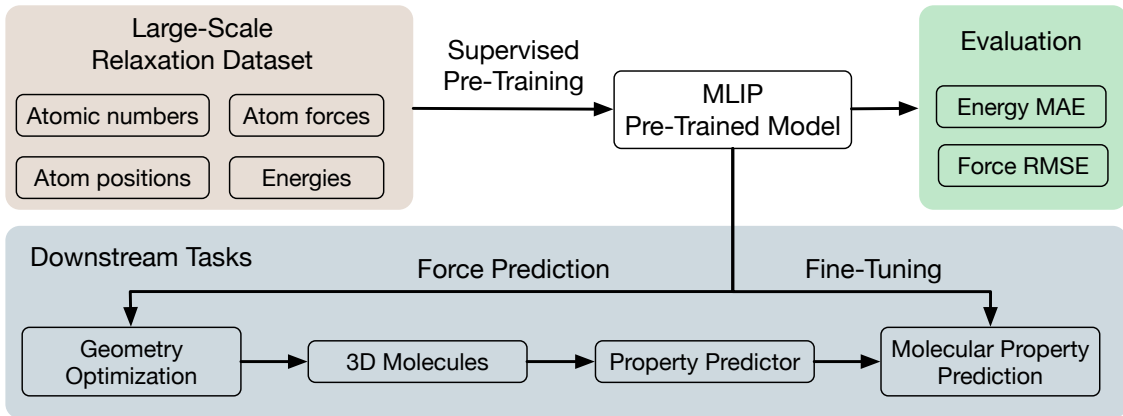 Large-Scale
Relaxation Dataset
Atomic numbers
Atom forces
Atom positions
Energies
Supervised
Pre-Training
MLIP
Pre-Trained Model
Evaluation
Energy MAE
Force RMSE
Downstream Tasks
Force Prediction
Fine-Tuning
Geometry
Optimization
3D Molecules
Property Predictor
Molecular Property
Prediction